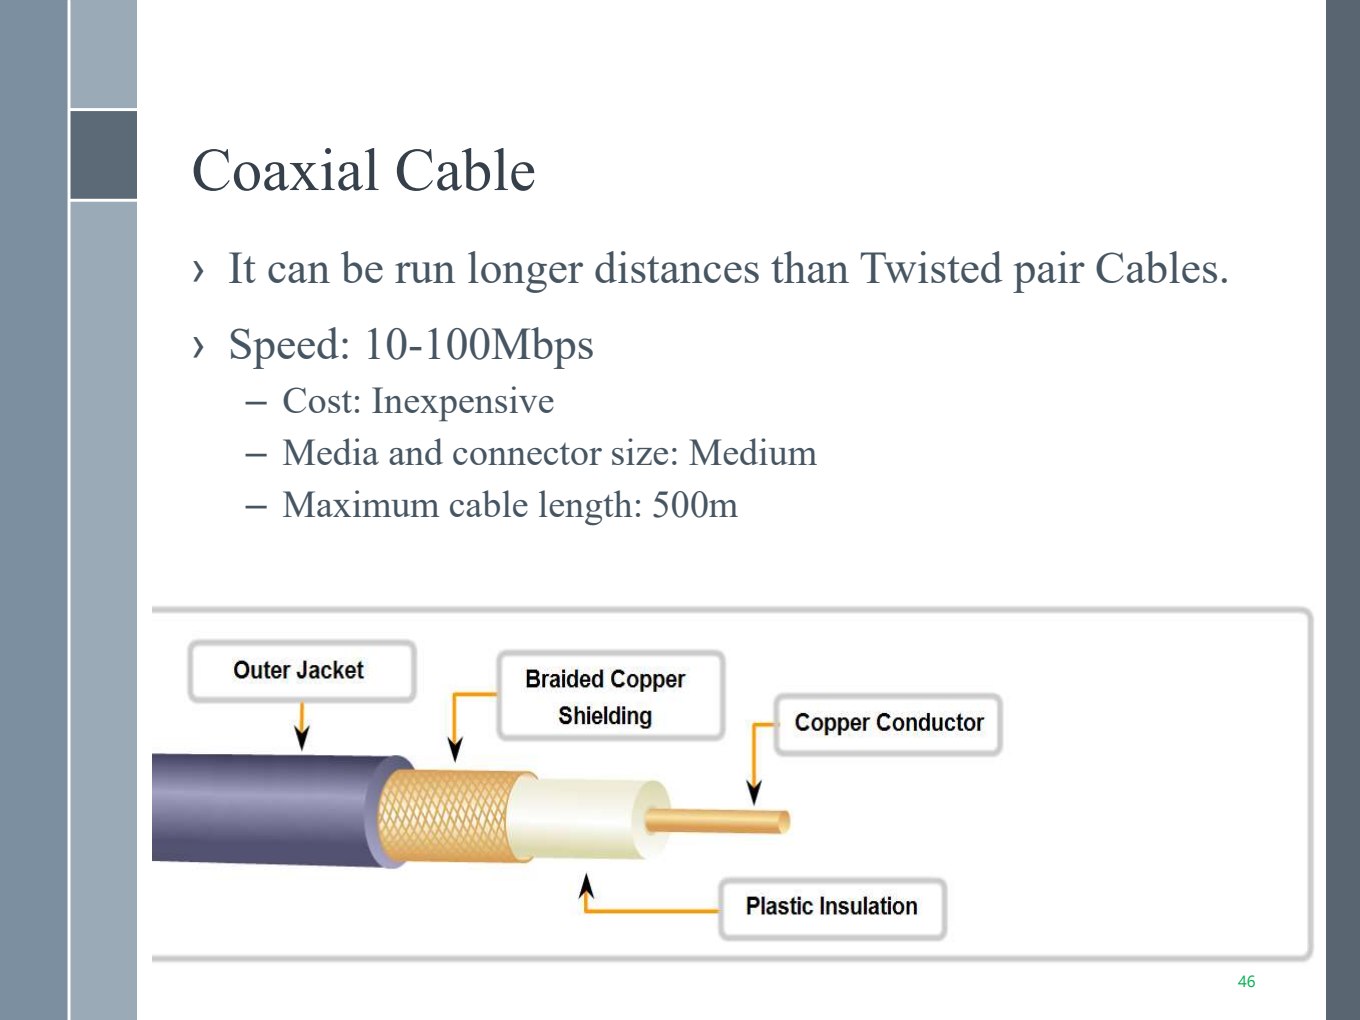 Coaxial Cable
› It can be run longer distances than Twisted pair Cables.
› Speed: 10-100Mbps
– Cost: Inexpensive
– Media and connector size: Medium
– Maximum cable length: 500m
Outer Jacket
Braided Copper
Shielding
Copper Conductor
Plastic Insulation
46